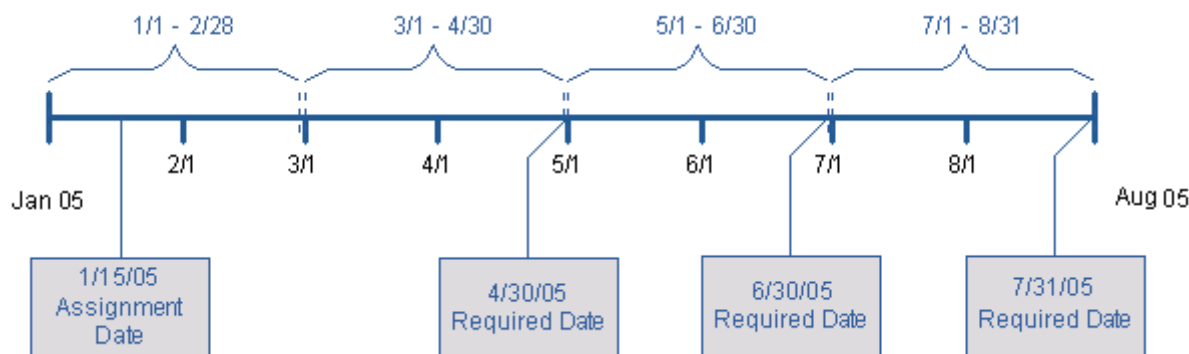 1/1 - 2/28
3/1 - 4/30
5/1 - 6/30
7/1 - 8/31
2/1
3/1
4/1
5/1
6/1
7/1
8/1
Jan 05
Aug 05
1/15/05
Assignment
Date
4/30/05
Required Date
6/30/05
Required Date
7/31/05
Required Date